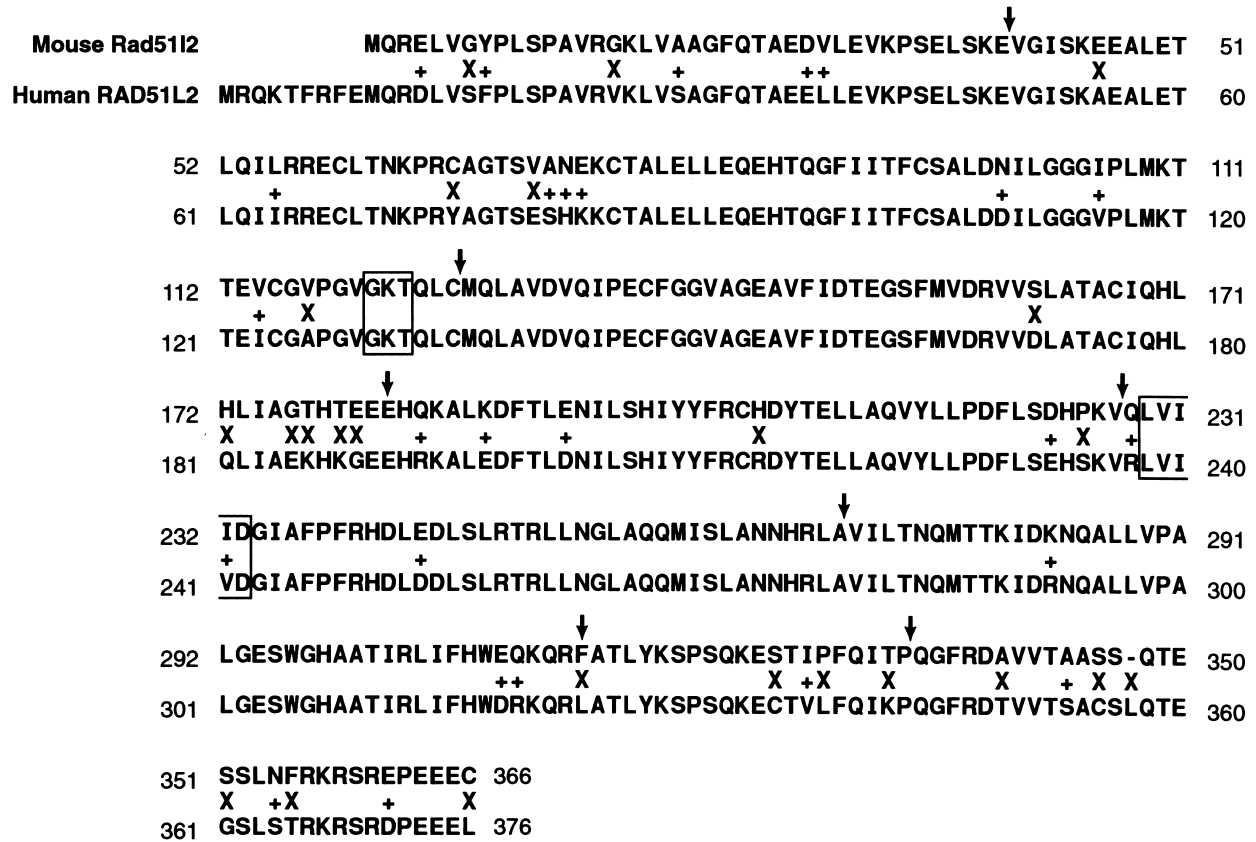 Mouse Rad51l2 MQRELVGYPLSPAVRGKLVAAGFQTAEDVLEVKPSELSKEVGISKEEALET 51
+ X+ X + ++ X
Human RAD51L2 MRQKTFRFEMQRDLVSFPLSPAVRVKLVSAGFQTAEELLEVKPSELSKEVGISKAEALET 60
52 LQILRRECLTNKPRCAGTSVANEKCTALELLEQEHTQGFIITFCSALDNILGGGIPLMKT 111
+ X X+++ + +
61 LQIIRRECLTNKPRYAGTSESHKKCTALELLEQEHTQGFIITFCSALDDILGGGVPLMKT 120
112 TEVCGVPGVGKTQLCMQLAVDVQIPECFGGVAGEAVFIDTEGSFMVDRVVSLATACIQHL 171
+ X X
121 TEICGAPGVGKTQLCMQLAVDVQIPECFGGVAGEAVFIDTEGSFMVDRVVDLATACIQHL 180
172 HLIAGTHTEEEHQKALKDFTLENILSHIYYFRCHDYTELLAQVYLLPDFLSDHPKVQLVI 231
X XX XX + + + X + X +
181 QLIAEKHKGEEHRKALEDFTLDNILSHIYYFRCRDYTELLAQVYLLPDFLSEHSKVRLVI 240
232 IDGIAFPFRHDLEDLSLRTRLLNGLAQQMISLANNHRLAVILTNQMTTKIDKNQALLVPA 291
+ + +
241 VDGIAFPFRHDLDDLSLRTRLLNGLAQQMISLANNHRLAVILTNQMTTKIDRNQALLVPA 300
292 LGESWGHAATIRLIFHWEQKQRFATLYKSPSQKESTIPFQITPQGFRDAVVTAASS-QTE 350
++ X X +X X X + X X
301 LGESWGHAATIRLIFHWDRKQRLATLYKSPSQKECTVLFQIKPQGFRDTVVTSACSLQTE 360
351 SSLNFRKRSREPEEEC 366
X +X + X
361 GSLSTRKRSRDPEEEL 376